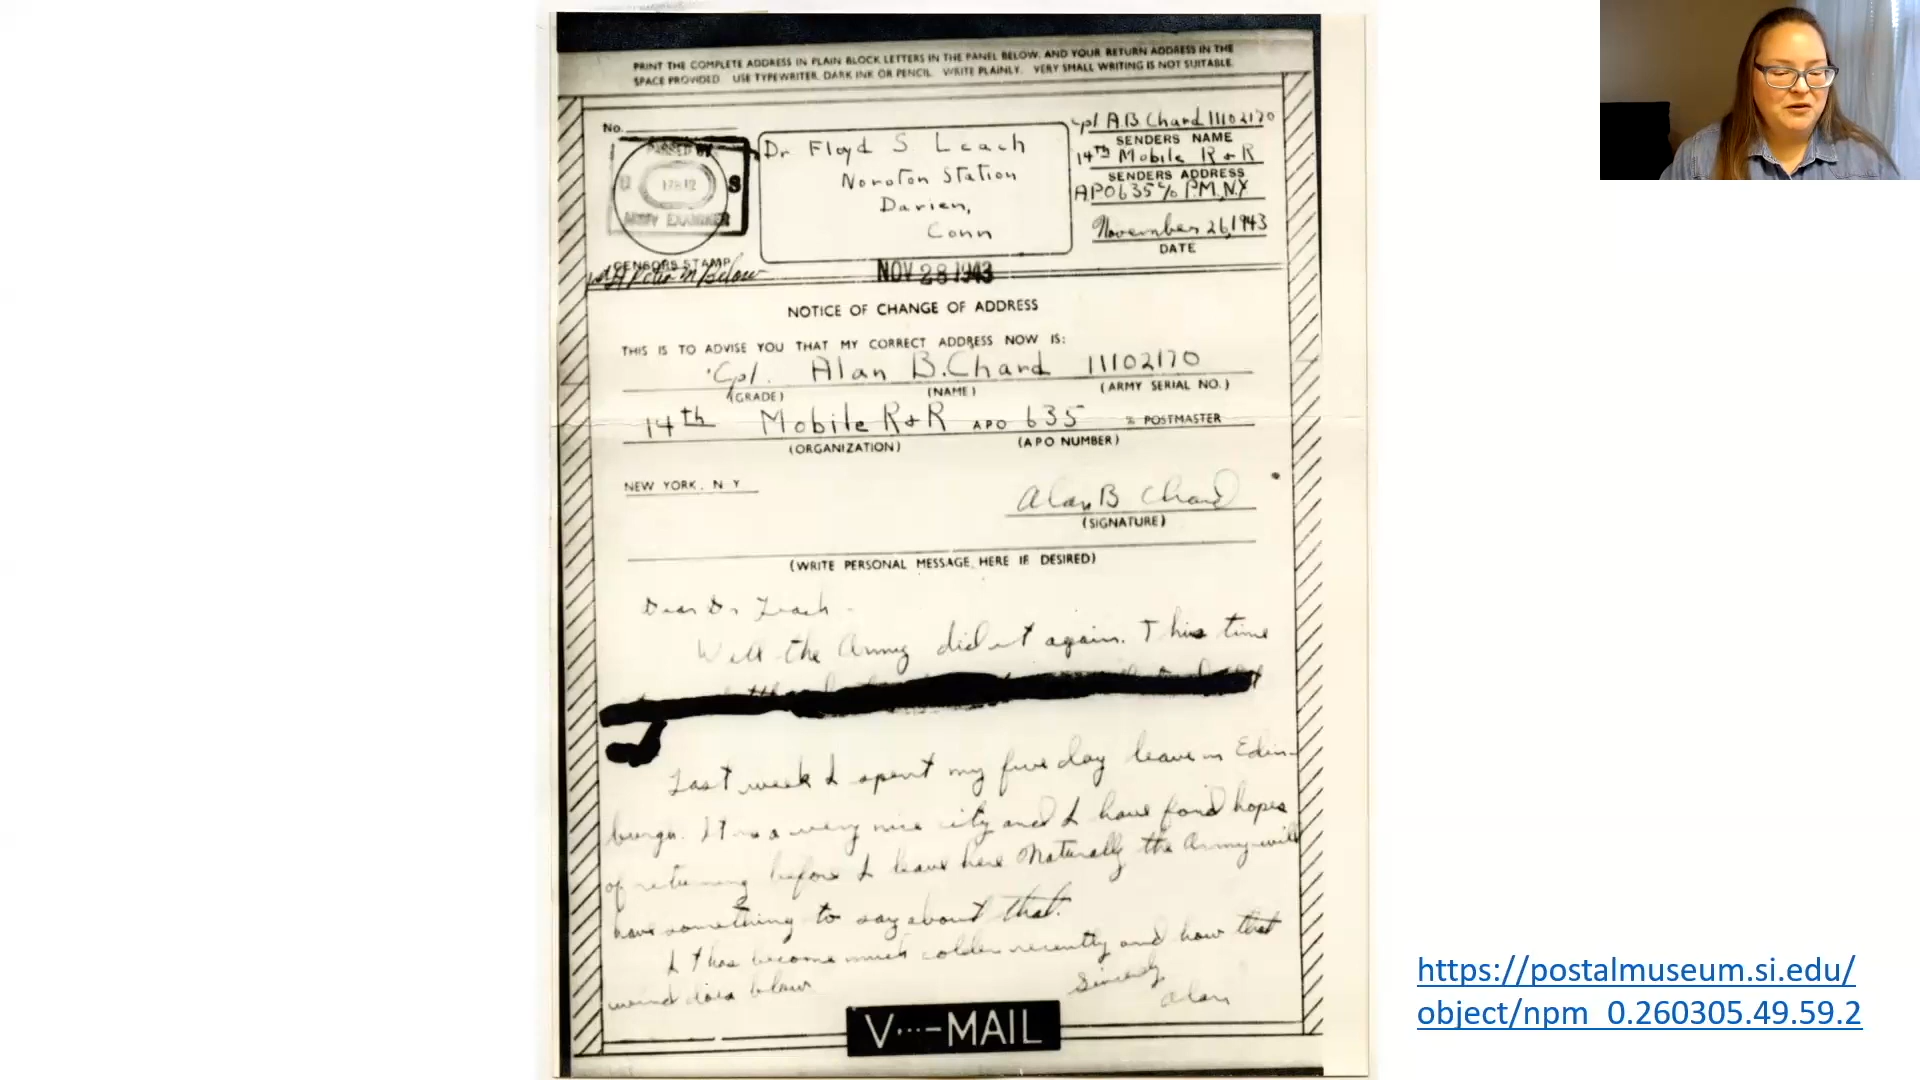 PRINT THE COMPLETE ADDRESS IN PLAIN BLOCK LETTERS IN THE PANEL BELOW, AND YOUR RETURN ADDRESS IN THE
SPACE PROVIDED. USE TYPEWRITER, DARK INK OR PENCIL. WRITE PLAINLY. VERY SMALL WRITING IS NOT SUITABLE.
No.
PASSED BY
U S
ARMY EXAMINER
CENSORS STAMP
Dr Floyd S Leach
Noroton Station
Darien,
Conn
Cpl A.B Chard 11102170
SENDERS NAME
14th Mobile R & R
SENDERS ADDRESS
APO 635 % P.M, N.Y
November 26, 1943
DATE
NOV 28 1943
NOTICE OF CHANGE OF ADDRESS
THIS IS TO ADVISE YOU THAT MY CORRECT ADDRESS NOW IS:
Cpl. Alan B. Chard 11102170
(GRADE) (NAME) (ARMY SERIAL NO.)
14th Mobile R & R APO 635 % POSTMASTER
(ORGANIZATION) (APO NUMBER)
NEW YORK, N Y
Alan B Chard
(SIGNATURE)
(WRITE PERSONAL MESSAGE HERE IF DESIRED)
Dear Dr Leach -
Well the Army did it again. This time
Last week I spent my five day leave in Edin-
burgh. It is a very nice city and I have fond hopes
of returning before I leave here Naturally the Army will
have something to say about that.
It has become much colder recently and how that
wind does blow
Sincerely
Alan
V···-MAIL
https://postalmuseum.si.edu/
object/npm_0.260305.49.59.2